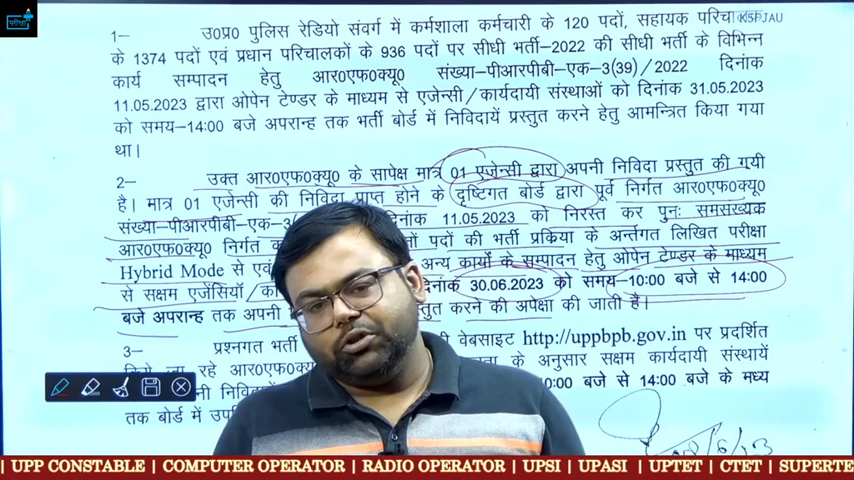 परीक्षा
K5PJAU
1– उ0प्र0 पुलिस रेडियो संवर्ग में कर्मशाला कर्मचारी के 120 पदों, सहायक
के 1374 पदों एवं प्रधान परिचालकों के 936 पदों पर सीधी भर्ती–2022 की सीधी भर्ती के विभिन्न
कार्य सम्पादन हेतु आर0एफ0क्यू0 संख्या–पीआरपीबी–एक–3(39)/2022 दिनांक
11.05.2023 द्वारा ओपेन टेण्डर के माध्यम से एजेन्सी/कार्यदायी संस्थाओं को दिनांक 31.05.2023
को समय–14:00 बजे अपरान्ह तक भर्ती बोर्ड में निविदायें प्रस्तुत करने हेतु आमन्त्रित किया गया
था।
2– उक्त आर0एफ0क्यू0 के सापेक्ष मात्र 01 एजेन्सी द्वारा अपनी निविदा प्रस्तुत की गयी
है। मात्र 01 एजेन्सी की निविदा प्राप्त होने के दृष्टिगत बोर्ड द्वारा पूर्व निर्गत आर0एफ0क्यू0
संख्या–पीआरपीबी–एक–3( दिनांक 11.05.2023 को निरस्त कर पुनः समसख्यक
आर0एफ0क्यू0 निर्गत पदों की भर्ती प्रक्रिया के अर्न्तगत लिखित परीक्षा
Hybrid Mode से एवं अन्य कार्यो के सम्पादन हेतु ओपेन टेण्डर के माध्यम
से सक्षम एजेंसियों/ दिनांक 30.06.2023 को समय–10:00 बजे से 14:00
बजे अपरान्ह तक अपनी करने की अपेक्षा की जाती है।
3– प्रश्नगत भर्ती वेबसाइट http://uppbpb.gov.in पर प्रदर्शित
रहे के अनुसार सक्षम कार्यदायी संस्थायें
बजे से 14:00 बजे के मध्य
तक बोर्ड में
| UPP CONSTABLE | COMPUTER OPERATOR | RADIO OPERATOR | UPSI | UPASI | UPTET | CTET | SUPERTE